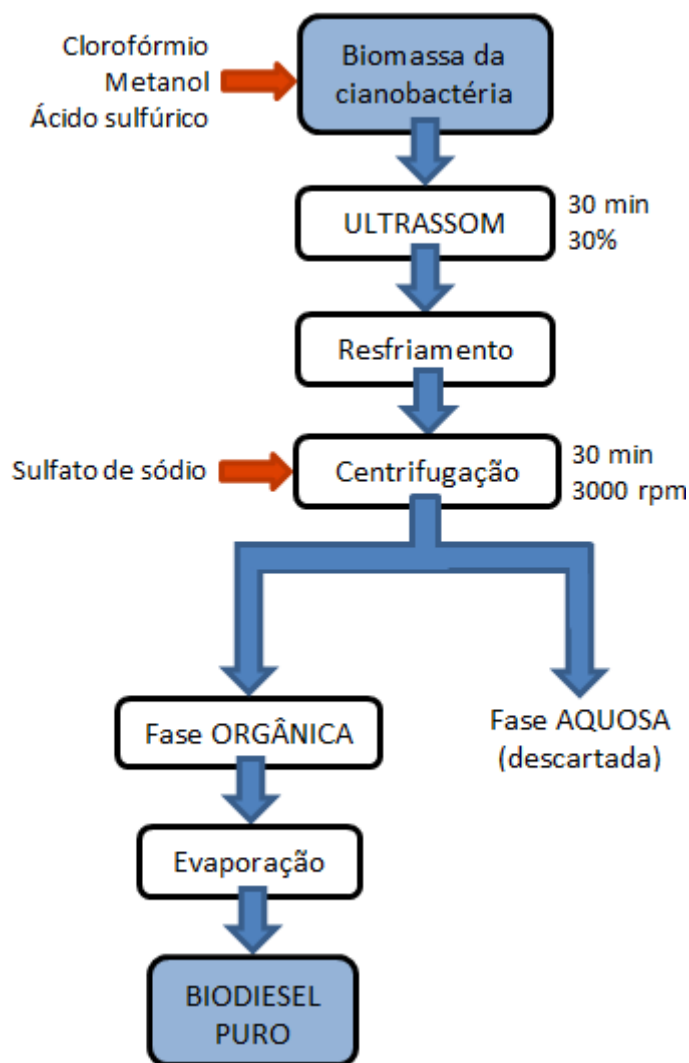 Clorofórmio
Metanol
Ácido sulfúrico
Biomassa da
cianobactéria
ULTRASSOM
30 min
30%
Resfriamento
Sulfato de sódio
Centrifugação
30 min
3000 rpm
Fase ORGÂNICA
Fase AQUOSA
(descartada)
Evaporação
BIODIESEL
PURO